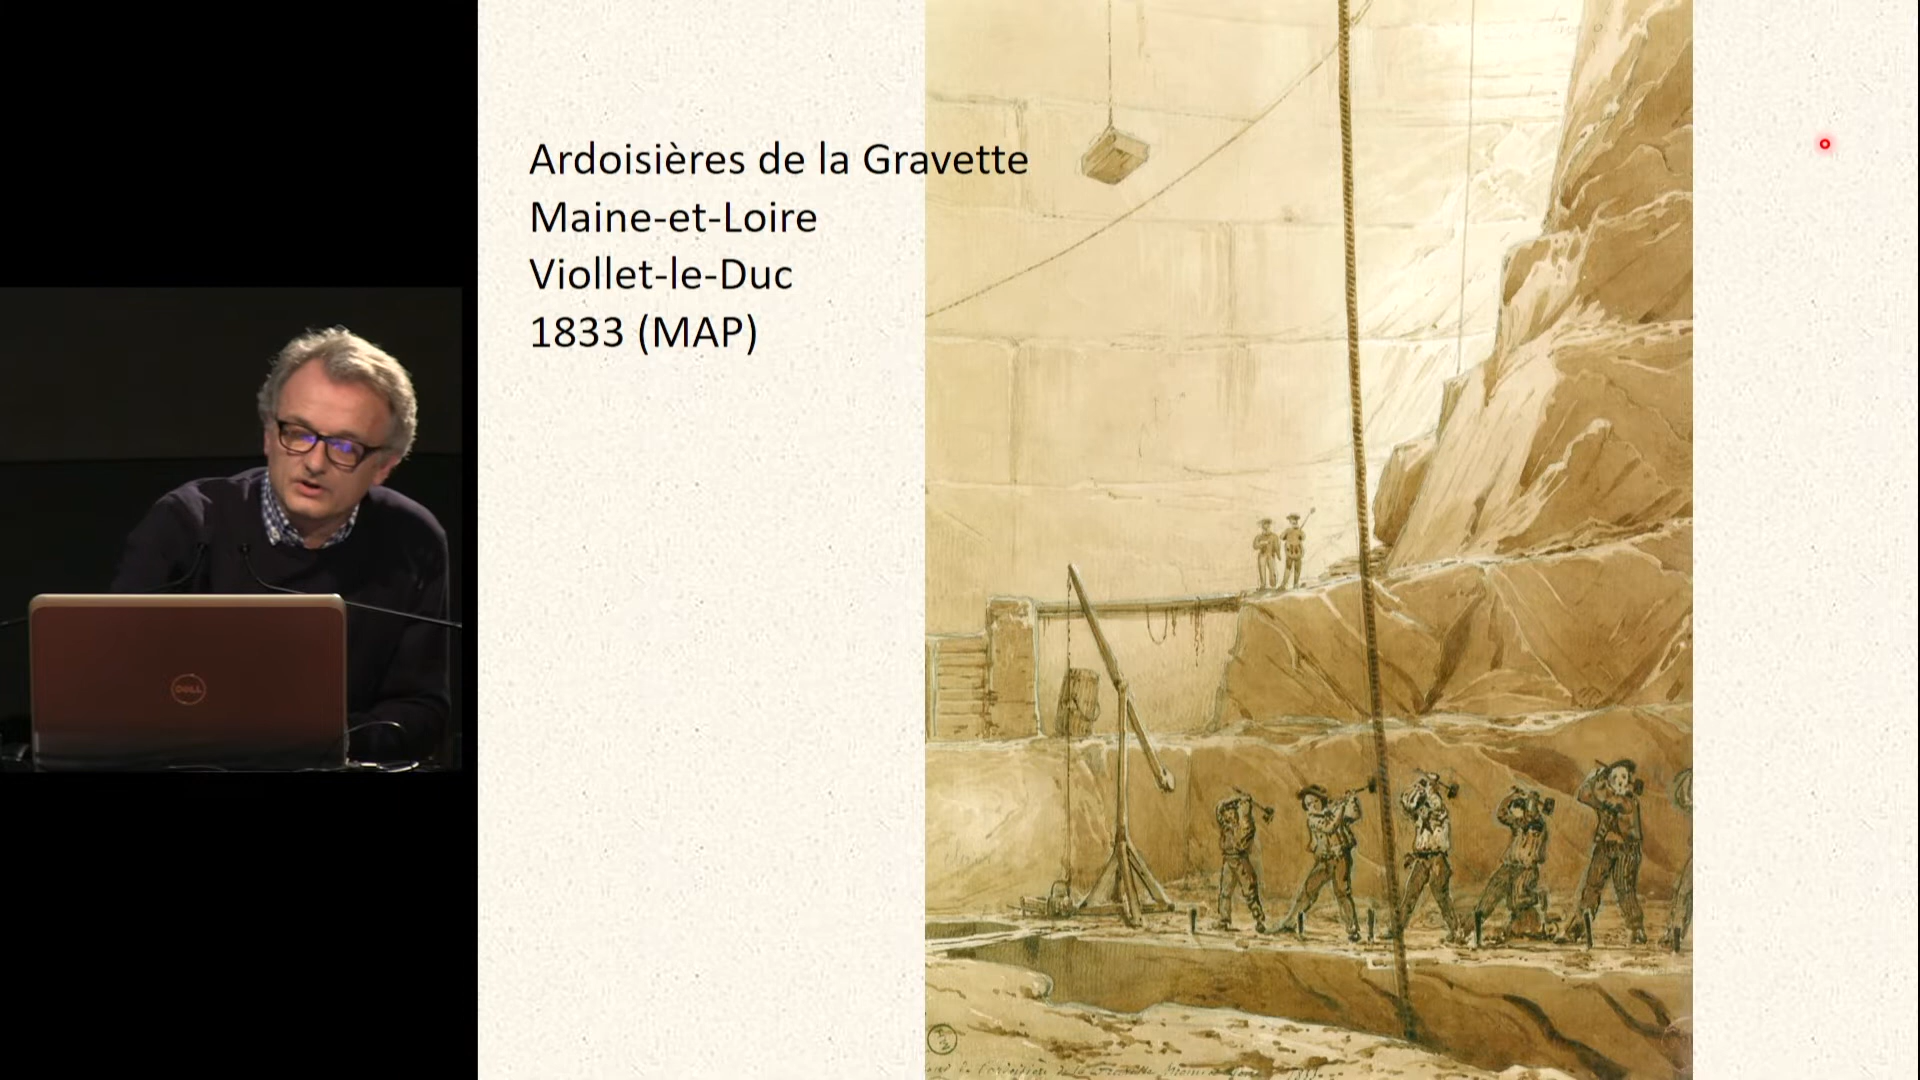 Ardoisières de la Gravette
Maine-et-Loire
Viollet-le-Duc
1833 (MAP)
DELL